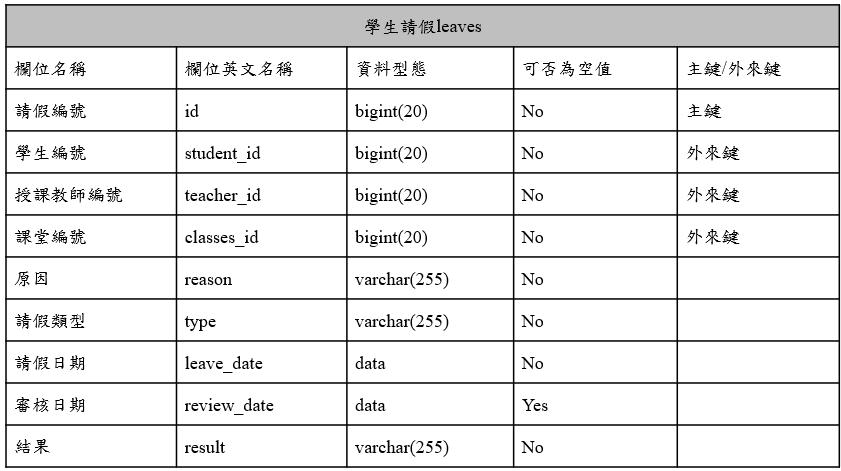 學生請假leaves
欄位名稱 欄位英文名稱 資料型態 可否為空值 主鍵/外來鍵
請假編號 id bigint(20) No 主鍵
學生編號 student_id bigint(20) No 外來鍵
授課教師編號 teacher_id bigint(20) No 外來鍵
課堂編號 classes_id bigint(20) No 外來鍵
原因 reason varchar(255) No
請假類型 type varchar(255) No
請假日期 leave_date data No
審核日期 review_date data Yes
結果 result varchar(255) No